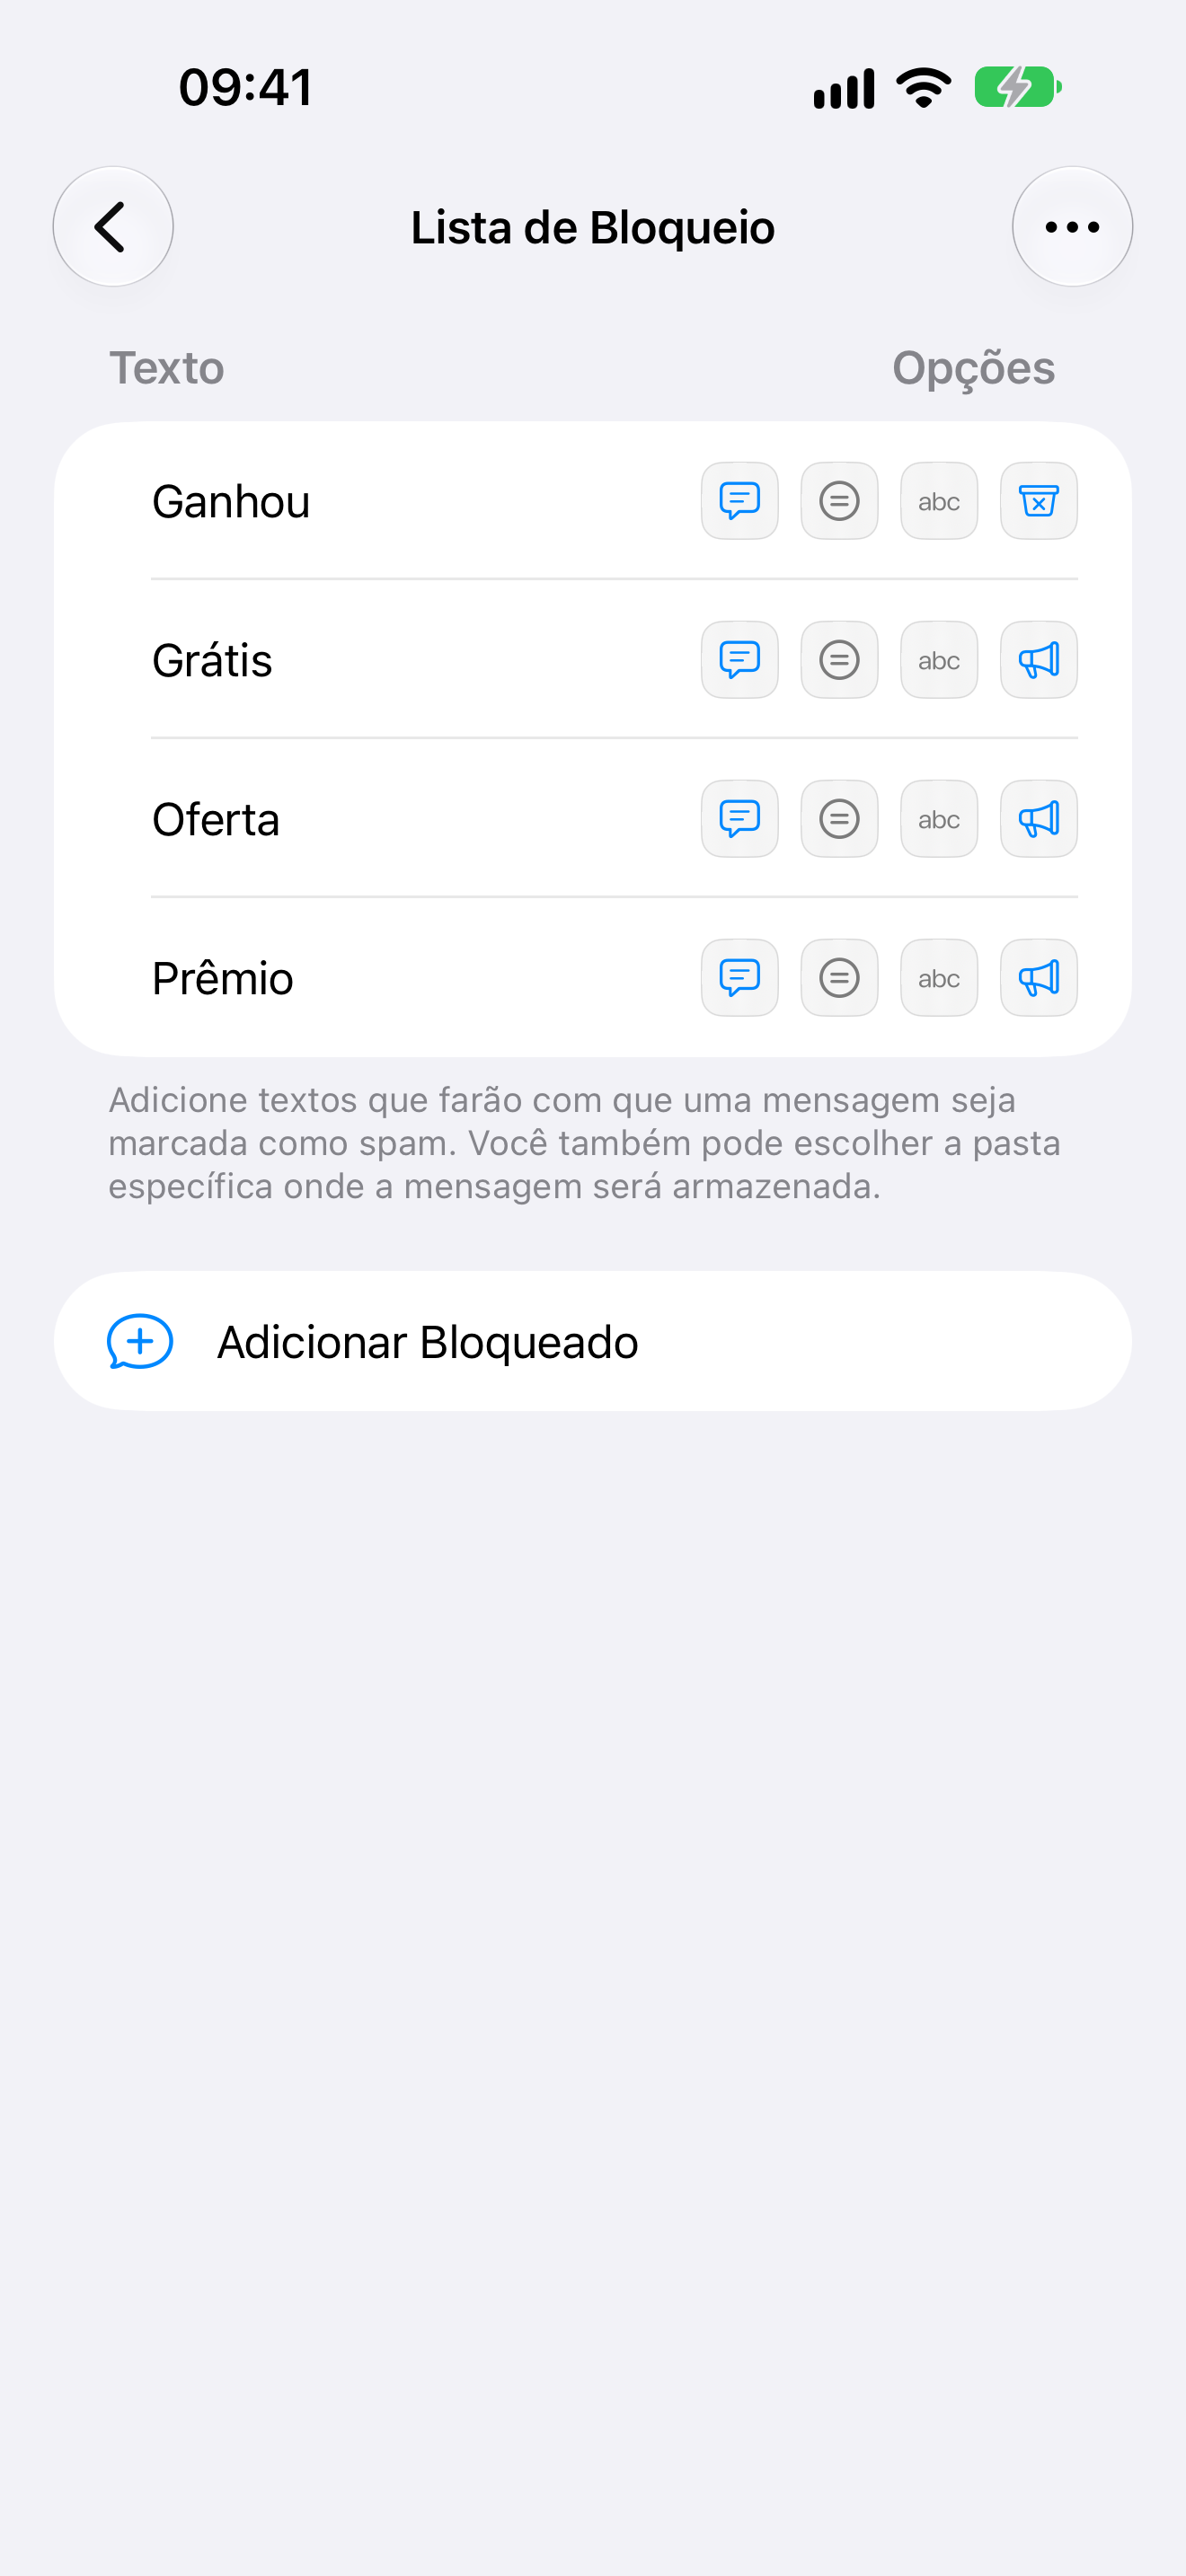 09:41
Lista de Bloqueio
Texto Opções
Ganhou abc
Grátis abc
Oferta abc
Prêmio abc
Adicione textos que farão com que uma mensagem seja
marcada como spam. Você também pode escolher a pasta
específica onde a mensagem será armazenada.
Adicionar Bloqueado